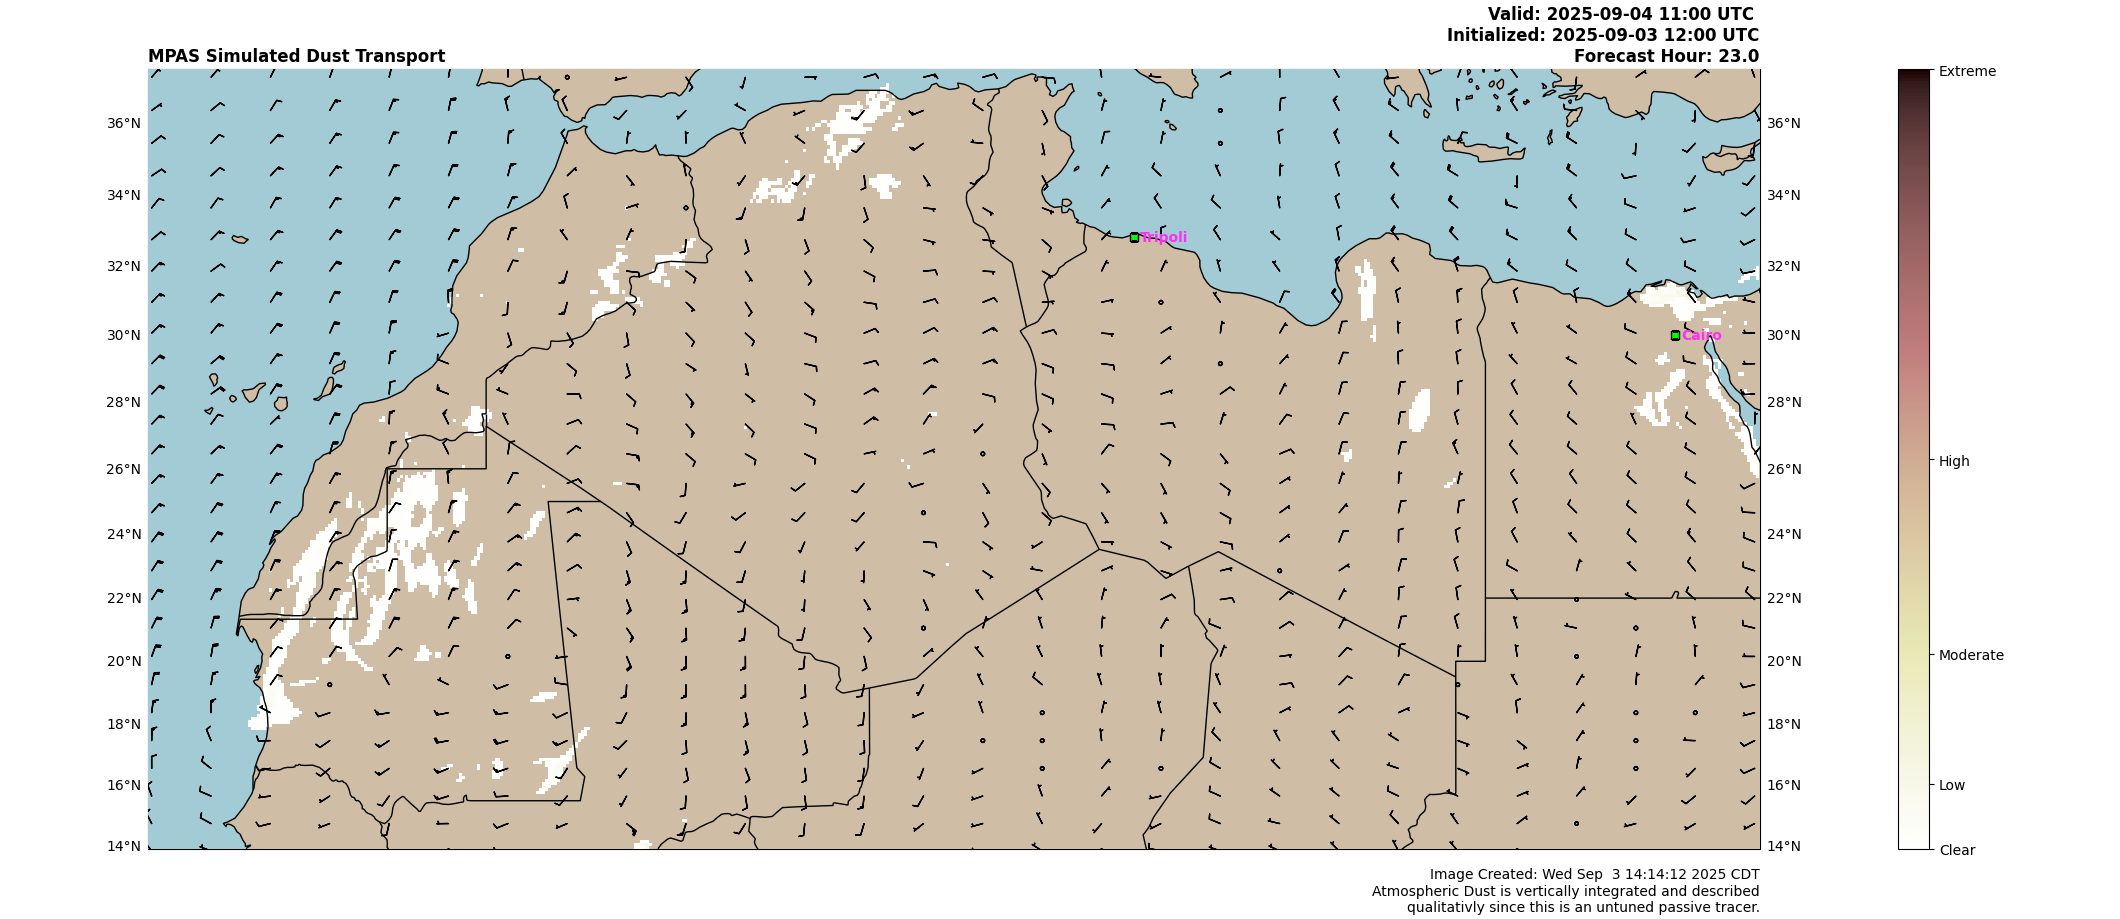 Valid: 2025-09-04 11:00 UTC
Initialized: 2025-09-03 12:00 UTC
MPAS Simulated Dust Transport
Forecast Hour: 23.0
36°N
34°N
32°N
30°N
28°N
26°N
24°N
22°N
20°N
18°N
16°N
14°N
Tripoli
Cairo
36°N
34°N
32°N
30°N
28°N
26°N
24°N
22°N
20°N
18°N
16°N
14°N
Extreme
High
Moderate
Low
Clear
Image Created: Wed Sep  3 14:14:12 2025 CDT
Atmospheric Dust is vertically integrated and described
qualitativly since this is an untuned passive tracer.